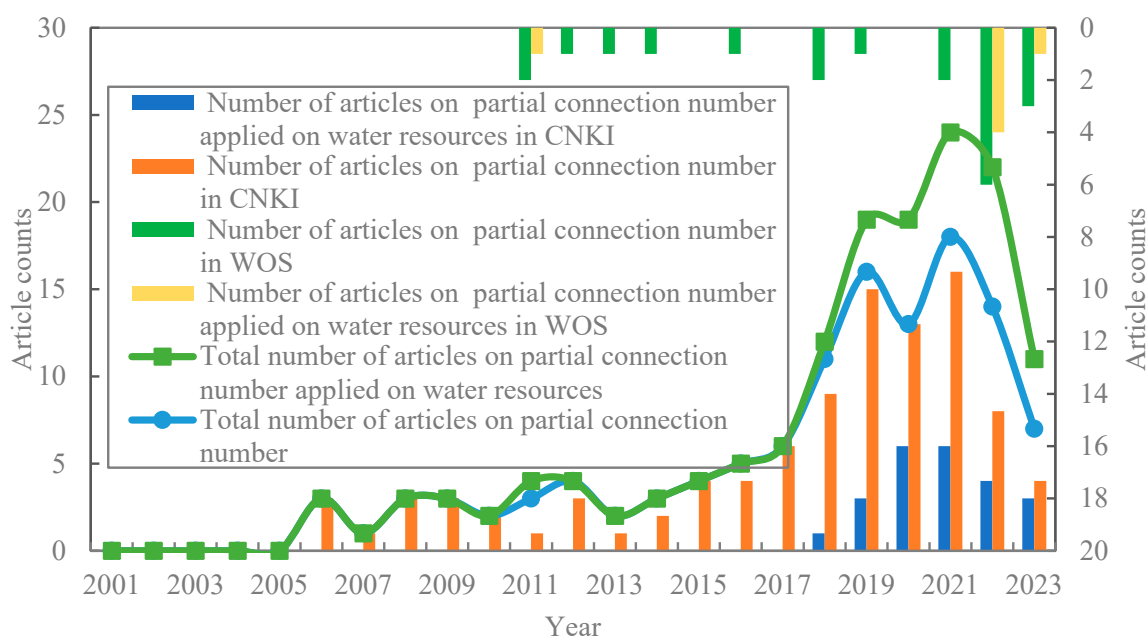 30
25
20
15
10
5
0
Article counts
Number of articles on partial connection number
applied on water resources in CNKI
Number of articles on partial connection number
in CNKI
Number of articles on partial connection number
in WOS
Number of articles on partial connection number
applied on water resources in WOS
Total number of articles on partial connection
number applied on water resources
Total number of articles on partial connection
number
0
2
4
6
8
10
12
14
16
18
20
Article counts
2001 2003 2005 2007 2009 2011 2013 2015 2017 2019 2021 2023
Year